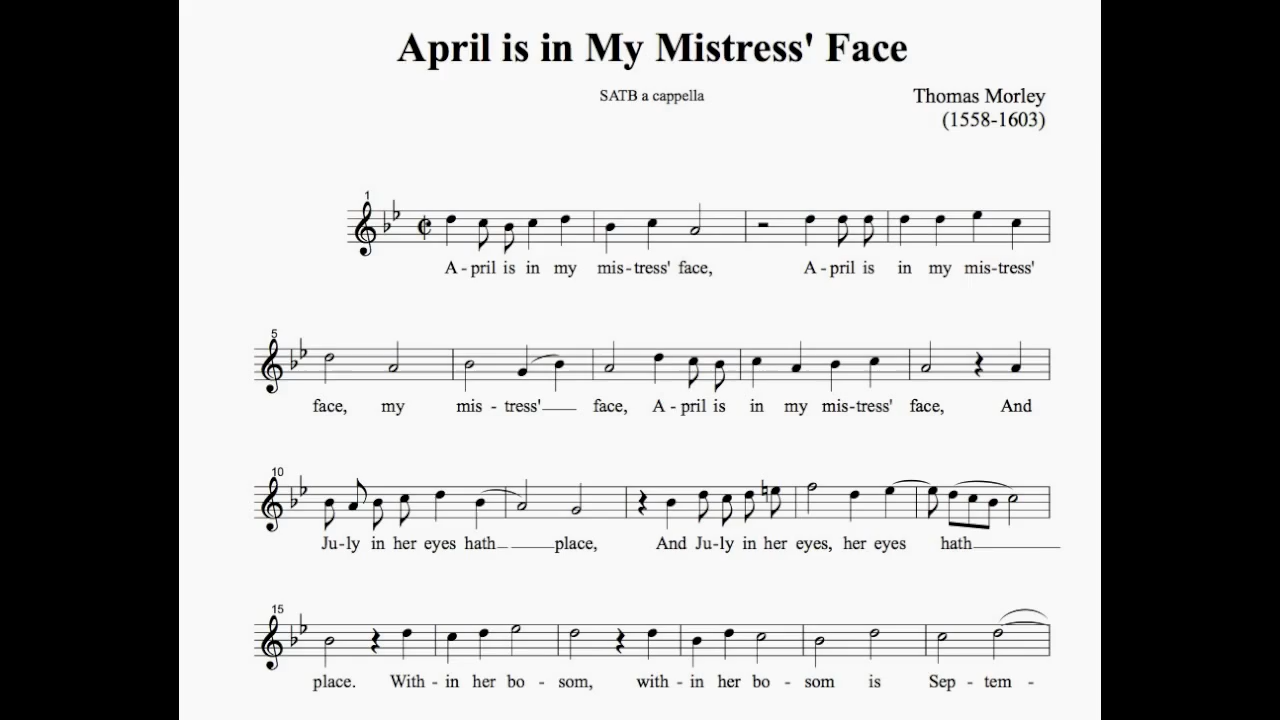 April is in My Mistress' Face
SATB a cappella
Thomas Morley
(1558-1603)
1
A - pril is in my mis - tress' face, A - pril is in my mis - tress'
5
face, my mis - tress' face, A - pril is in my mis - tress' face, And
10
Ju - ly in her eyes hath place, And Ju - ly in her eyes, her eyes hath
15
place. With - in her bo - som, with - in her bo - som is Sep - tem -